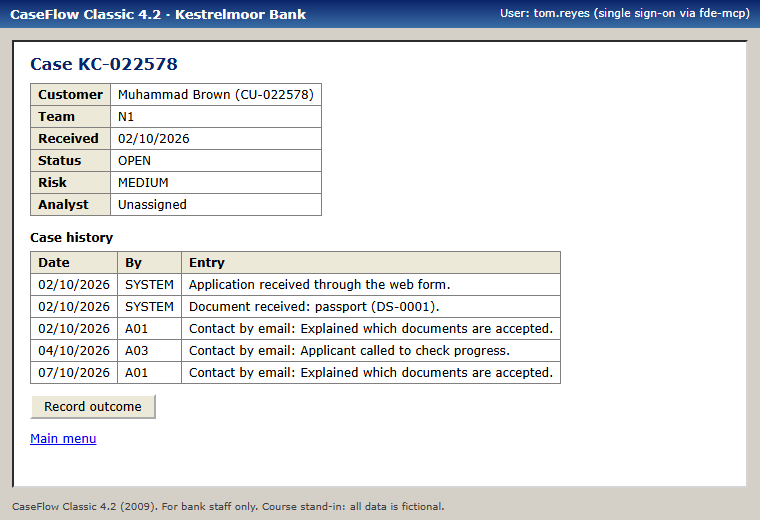 CaseFlow Classic 4.2 · Kestrelmoor Bank
User: tom.reyes (single sign-on via fde-mcp)
Case KC-022578
Customer Muhammad Brown (CU-022578)
Team N1
Received 02/10/2026
Status OPEN
Risk MEDIUM
Analyst Unassigned
Case history
Date By Entry
02/10/2026 SYSTEM Application received through the web form.
02/10/2026 SYSTEM Document received: passport (DS-0001).
02/10/2026 A01 Contact by email: Explained which documents are accepted.
04/10/2026 A03 Contact by email: Applicant called to check progress.
07/10/2026 A01 Contact by email: Explained which documents are accepted.
Record outcome
Main menu
CaseFlow Classic 4.2 (2009). For bank staff only. Course stand-in: all data is fictional.